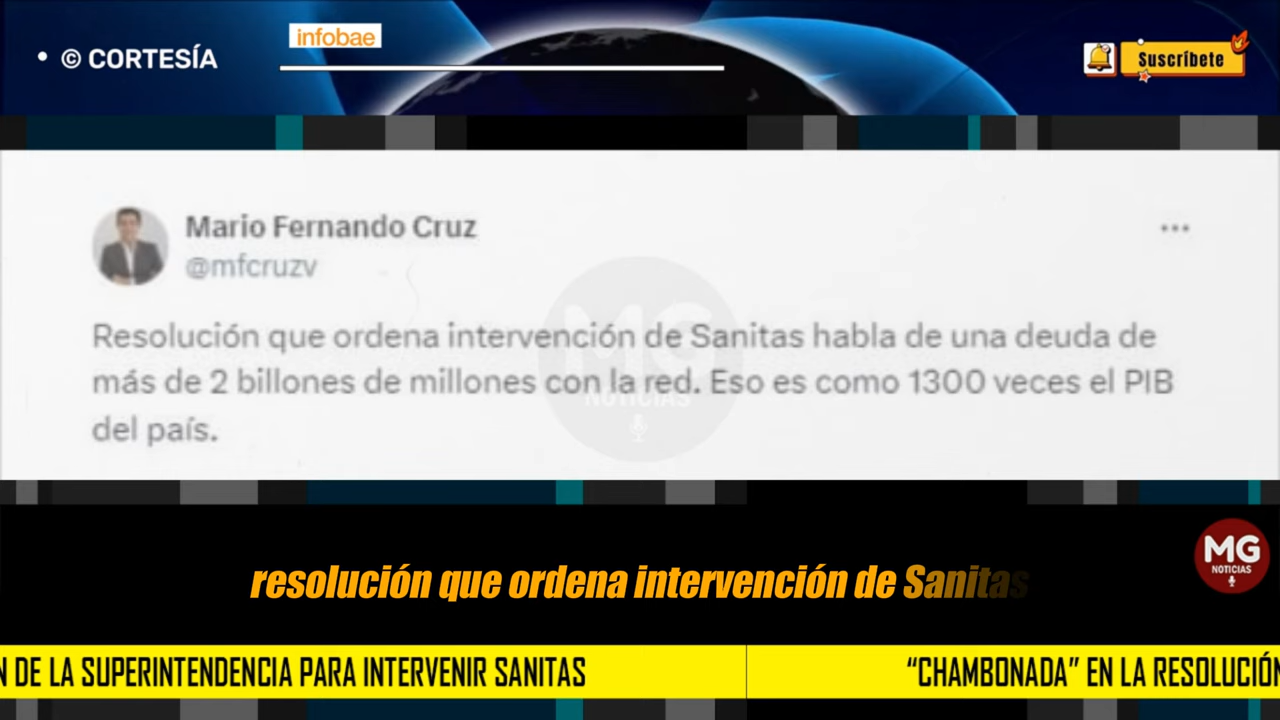 • © CORTESÍA
infobae
Suscríbete
Mario Fernando Cruz
@mfcruzv
Resolución que ordena intervención de Sanitas habla de una deuda de
más de 2 billones de millones con la red. Eso es como 1300 veces el PIB
del país.
MG
NOTICIAS
resolución que ordena intervención de Sanitas
MG
NOTICIAS
N DE LA SUPERINTENDENCIA PARA INTERVENIR SANITAS
“CHAMBONADA” EN LA RESOLUCIÓN